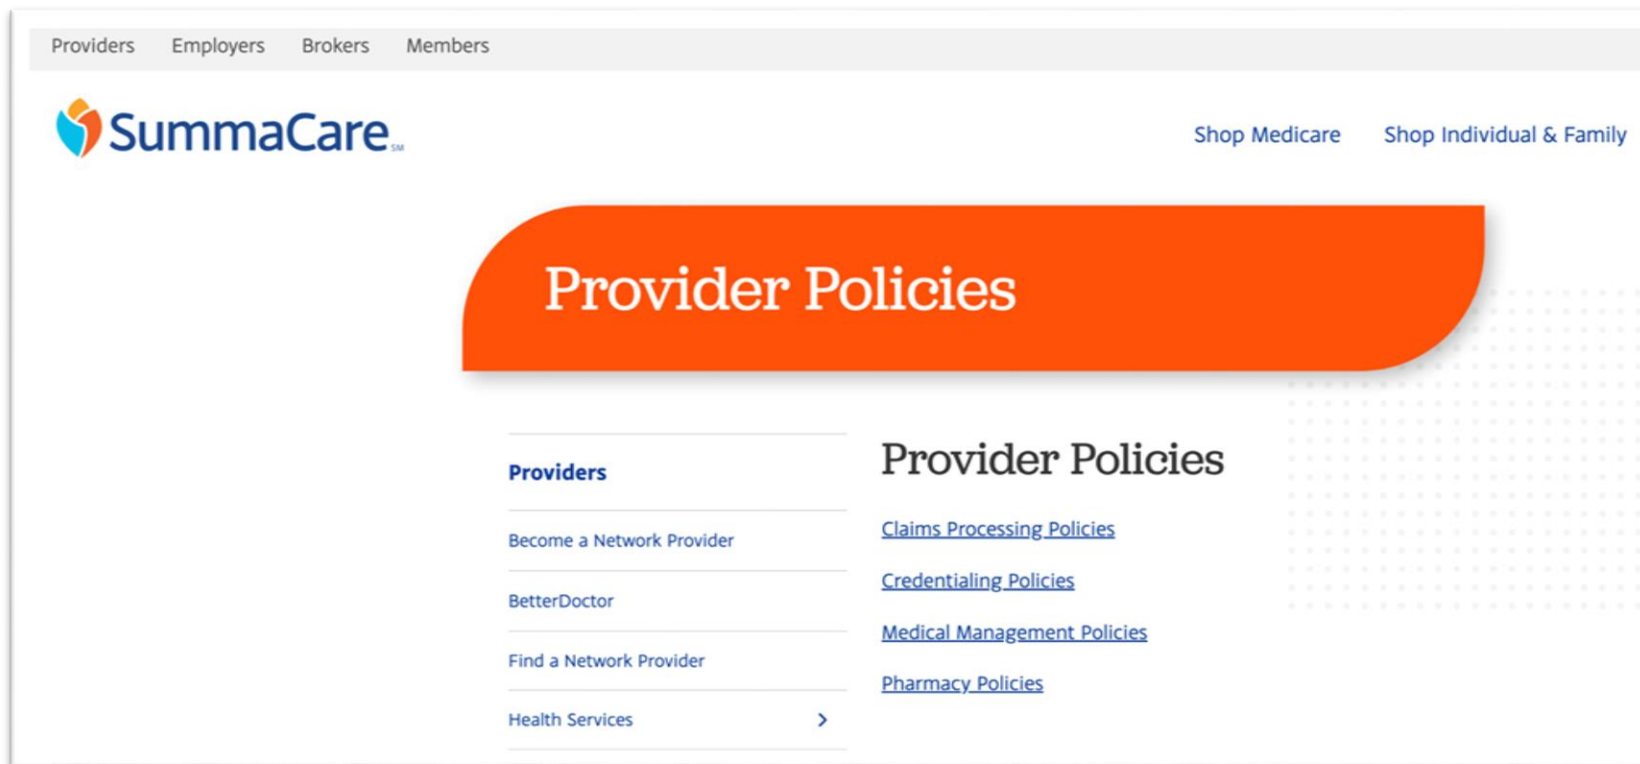 Providers Employers Brokers Members
SummaCare SM
Shop Medicare Shop Individual & Family
Provider Policies
Providers
Become a Network Provider
BetterDoctor
Find a Network Provider
Health Services
Provider Policies
Claims Processing Policies
Credentialing Policies
Medical Management Policies
Pharmacy Policies